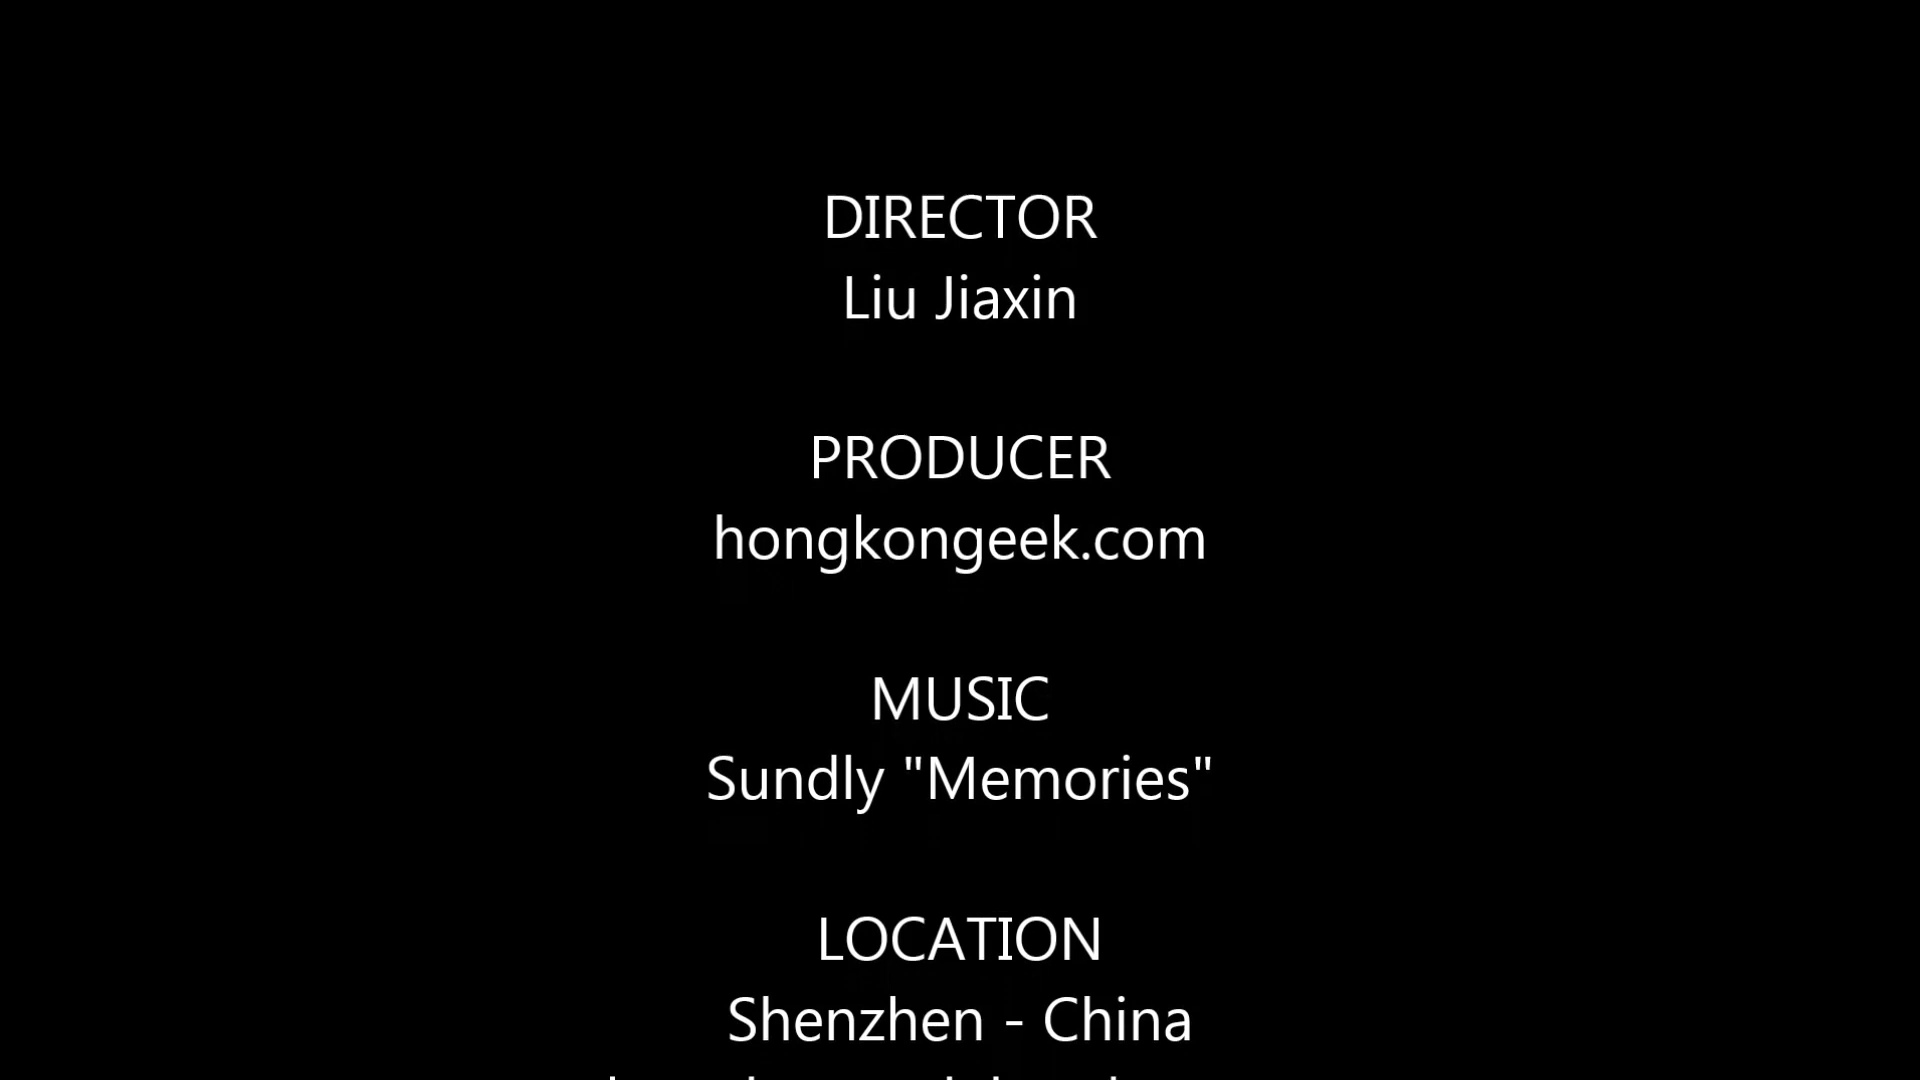 DIRECTOR
Liu Jiaxin
PRODUCER
hongkongeek.com
MUSIC
Sundly "Memories"
LOCATION
Shenzhen - China